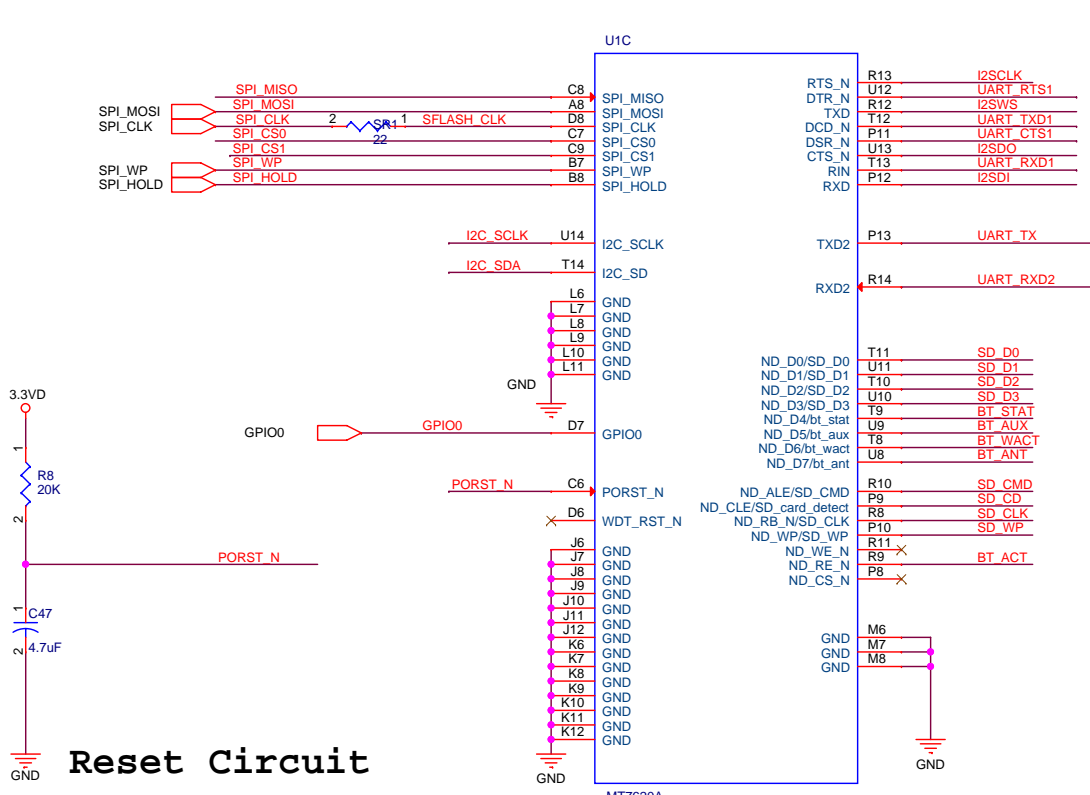 U1C
SPI_MISO C8 SPI_MISO
SPI_MOSI SPI_MOSI A8 SPI_MOSI
SPI_CLK SPI_CLK 2 SR1 22 1 SFLASH_CLK D8 SPI_CLK
SPI_CS0 C7 SPI_CS0
SPI_CS1 C9 SPI_CS1
SPI_WP SPI_WP B7 SPI_WP
SPI_HOLD SPI_HOLD B8 SPI_HOLD
RTS_N R13 I2SCLK
DTR_N U12 UART_RTS1
TXD R12 I2SWS
DCD_N T12 UART_TXD1
DSR_N P11 UART_CTS1
CTS_N U13 I2SDO
RIN T13 UART_RXD1
RXD P12 I2SDI
I2C_SCLK U14 I2C_SCLK
TXD2 P13 UART_TX
I2C_SDA T14 I2C_SD
RXD2 R14 UART_RXD2
L6 GND
L7 GND
L8 GND
L9 GND
L10 GND
L11 GND
GND
ND_D0/SD_D0 T11 SD_D0
ND_D1/SD_D1 U11 SD_D1
ND_D2/SD_D2 T10 SD_D2
ND_D3/SD_D3 U10 SD_D3
ND_D4/bt_stat T9 BT_STAT
ND_D5/bt_aux U9 BT_AUX
ND_D6/bt_wact T8 BT_WACT
ND_D7/bt_ant U8 BT_ANT
GPIO0 GPIO0 D7 GPIO0
PORST_N C6 PORST_N
D6 WDT_RST_N
ND_ALE/SD_CMD R10 SD_CMD
ND_CLE/SD_card_detect P9 SD_CD
ND_RB_N/SD_CLK R8 SD_CLK
ND_WP/SD_WP P10 SD_WP
ND_WE_N R11
ND_RE_N R9 BT_ACT
ND_CS_N P8
J6 GND
J7 GND
J8 GND
J9 GND
J10 GND
J11 GND
J12 GND
K6 GND
K7 GND
K8 GND
K9 GND
K10 GND
K11 GND
K12 GND
GND
GND M6
GND M7
GND M8
GND
3.3VD
1
R8
20K
2
PORST_N
1
C47
4.7uF
2
GND
Reset Circuit
MT7620A